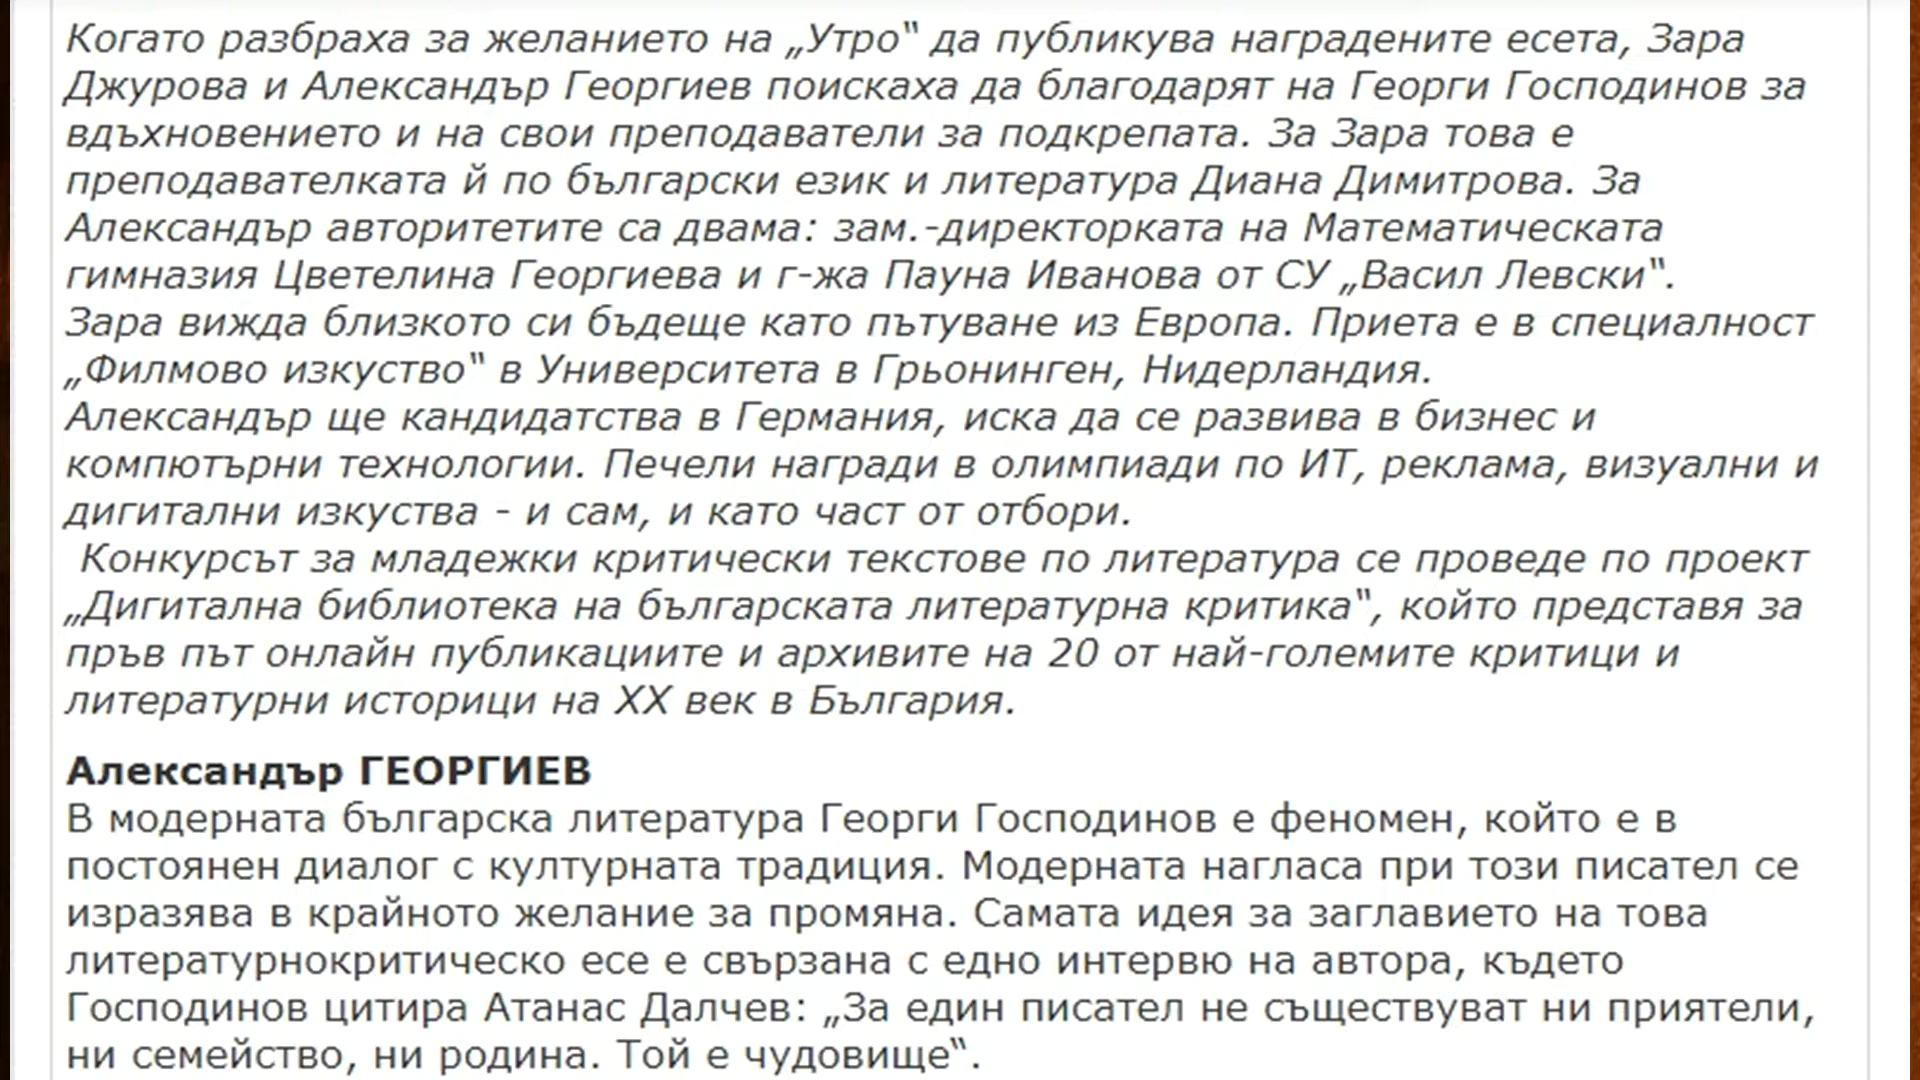 Когато разбраха за желанието на „Утро“ да публикува наградените есета, Зара
Джурова и Александър Георгиев поискаха да благодарят на Георги Господинов за
вдъхновението и на свои преподаватели за подкрепата. За Зара това е
преподавателката й по български език и литература Диана Димитрова. За
Александър авторитетите са двама: зам.-директорката на Математическата
гимназия Цветелина Георгиева и г-жа Пауна Иванова от СУ „Васил Левски“.
Зара вижда близкото си бъдеще като пътуване из Европа. Приета е в специалност
„Филмово изкуство“ в Университета в Грьонинген, Нидерландия.
Александър ще кандидатства в Германия, иска да се развива в бизнес и
компютърни технологии. Печели награди в олимпиади по ИТ, реклама, визуални и
дигитални изкуства - и сам, и като част от отбори.
Конкурсът за младежки критически текстове по литература се проведе по проект
„Дигитална библиотека на българската литературна критика“, който представя за
пръв път онлайн публикациите и архивите на 20 от най-големите критици и
литературни историци на XX век в България.
Александър ГЕОРГИЕВ
В модерната българска литература Георги Господинов е феномен, който е в
постоянен диалог с културната традиция. Модерната нагласа при този писател се
изразява в крайното желание за промяна. Самата идея за заглавието на това
литературнокритическо есе е свързана с едно интервю на автора, където
Господинов цитира Атанас Далчев: „За един писател не съществуват ни приятели,
ни семейство, ни родина. Той е чудовище“.